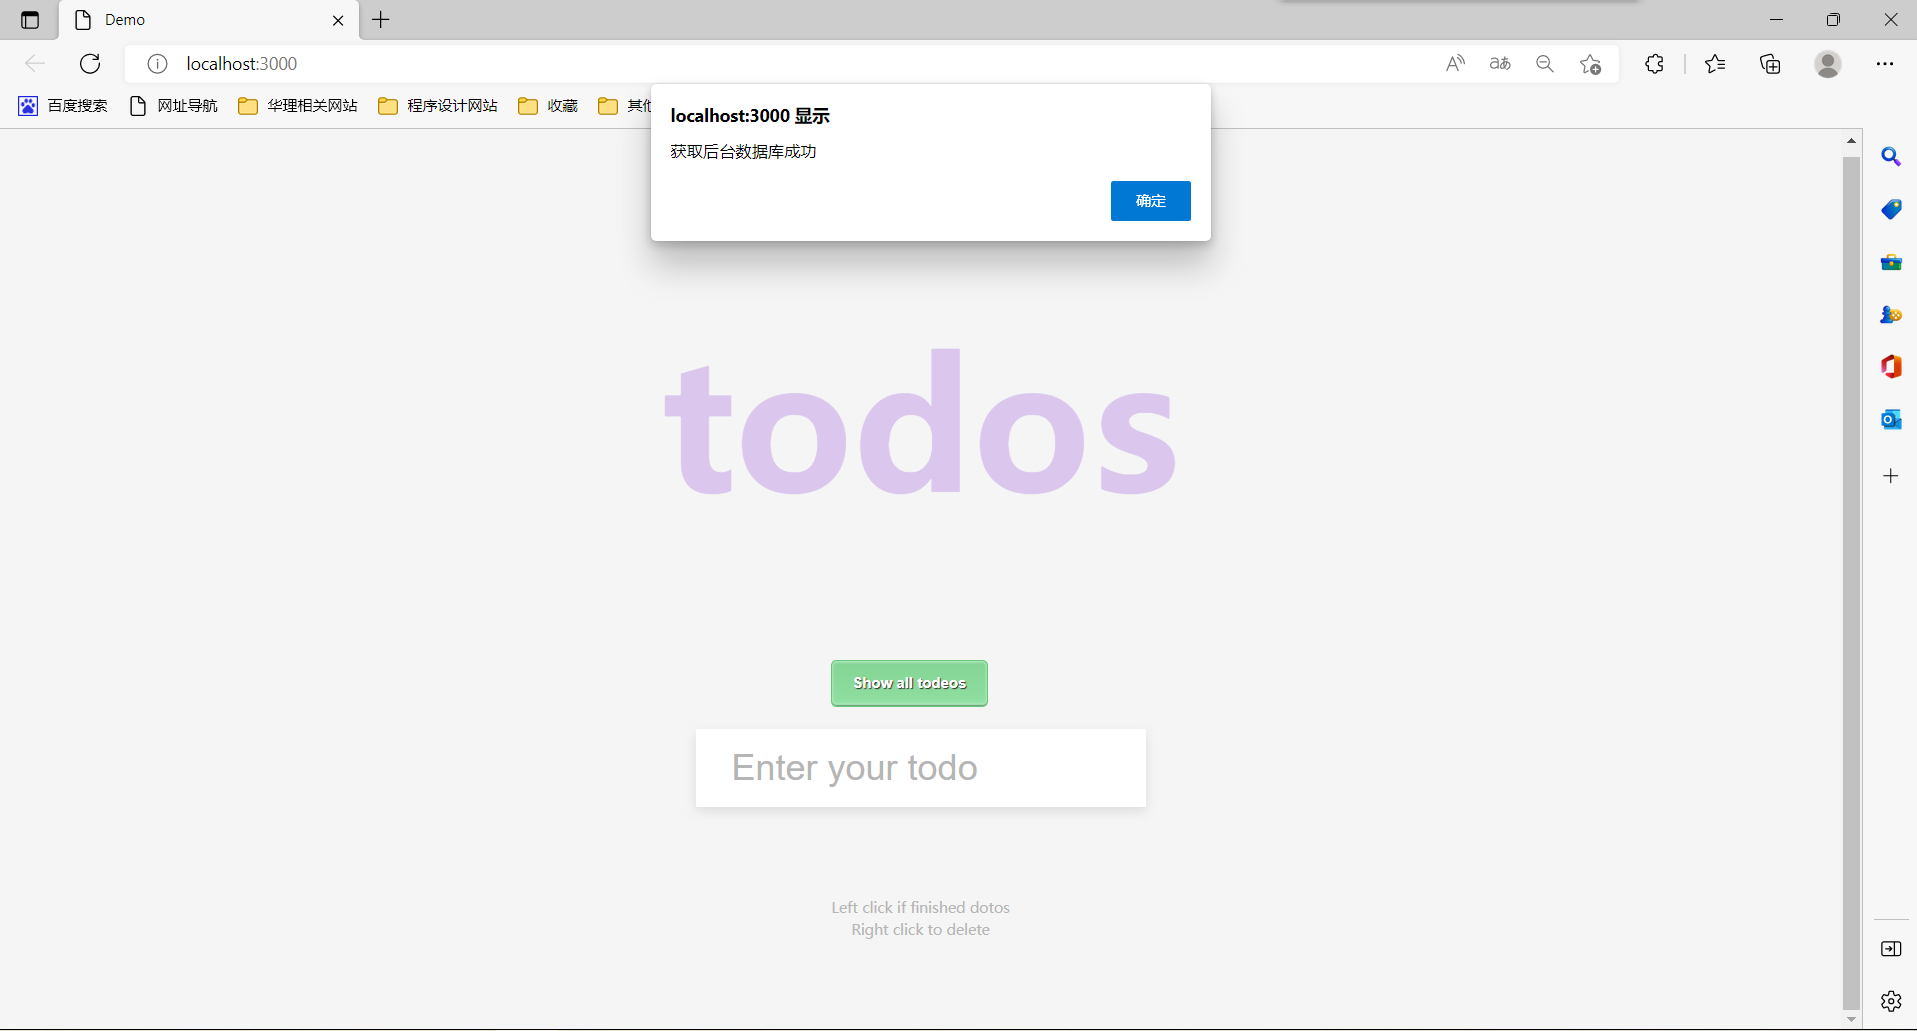 Demo
localhost:3000
百度搜索 网址导航 华理相关网站 程序设计网站 收藏 其他
localhost:3000 显示
获取后台数据库成功
确定
todos
Show all todeos
Enter your todo
Left click if finished dotos
Right click to delete